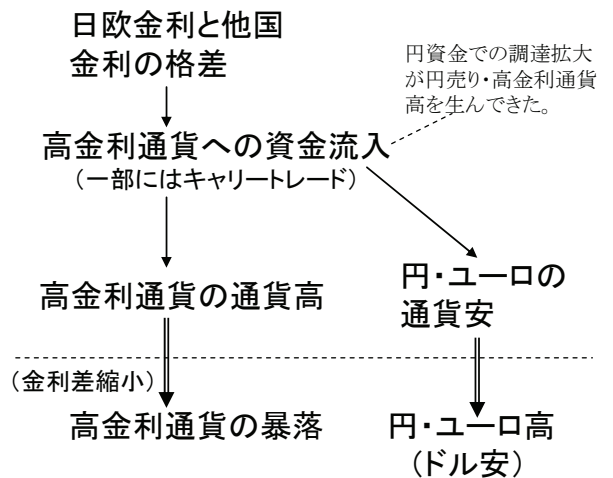 日欧金利と他国
金利の格差
円資金での調達拡大
が円売り・高金利通貨
高を生んできた。
高金利通貨への資金流入
（一部にはキャリートレード）
高金利通貨の通貨高
円・ユーロの
通貨安
（金利差縮小）
高金利通貨の暴落
円・ユーロ高
（ドル安）